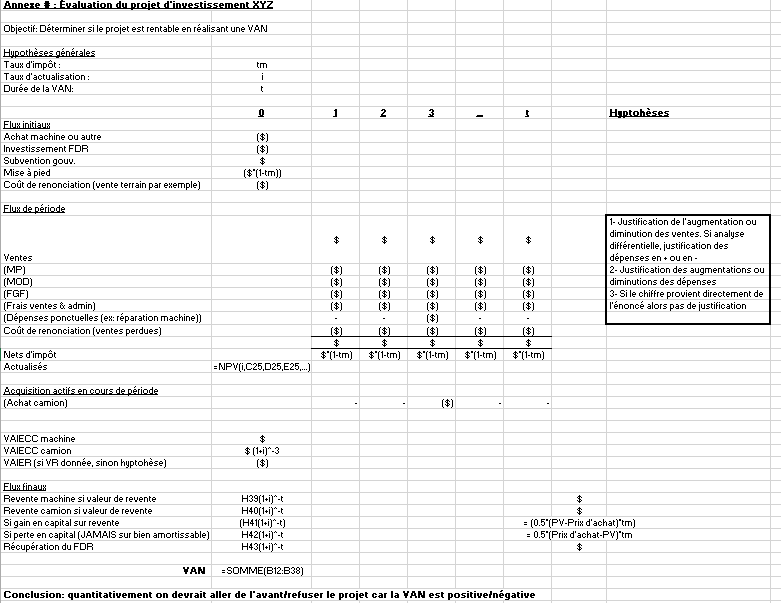 Annexe # : Évaluation du projet d'investissement XYZ
Objectif: Déterminer si le projet est rentable en réalisant une VAN
Hypothèses générales
Taux d'impôt : tm
Taux d'actualisation : i
Durée de la VAN: t
0 1 2 3 ... t Hyptohèses
Flux initiaux
Achat machine ou autre ($)
Investissement FDR ($)
Subvention gouv. $
Mise à pied ($*(1-tm))
Coût de renonciation (vente terrain par exemple) ($)
Flux de période
1- Justification de l'augmentation ou
diminution des ventes. Si analyse
différentielle, justification des
dépenses en + ou en -
2- Justification des augmentations ou
diminutions des dépenses
3- Si le chiffre provient directement de
l'énoncé alors pas de justification
Ventes $ $ $ $ $
(MP) ($) ($) ($) ($) ($)
(MOD) ($) ($) ($) ($) ($)
(FGF) ($) ($) ($) ($) ($)
(Frais ventes & admin) ($) ($) ($) ($) ($)
(Dépenses ponctuelles (ex: réparation machine)) - - ($) - -
Coût de renonciation (ventes perdues) ($) ($) ($) ($) ($)
$ $ $ $ $
Nets d'impôt $*(1-tm) $*(1-tm) $*(1-tm) $*(1-tm) $*(1-tm)
Actualisés =NPV(i,C25,D25,E25,...)
Acquisition actifs en cours de période
(Achat camion) - - ($) - -
VAIECC machine $
VAIECC camion $ (1+i)^-3
VAIER (si VR donnée, sinon hyptohèse) ($)
Flux finaux
Revente machine si valeur de revente H39(1+i)^-t $
Revente camion si valeur de revente H40(1+i)^-t $
Si gain en capital sur revente (H41(1+i)^-t) = (0.5*(PV-Prix d'achat)*tm)
Si perte en capital (JAMAIS sur bien amortissable) H42(1+i)^-t = 0.5*(Prix d'achat-PV)*tm
Récupération du FDR H43(1+i)^-t $
VAN =SOMME(B12:B38)
Conclusion: quantitativement on devrait aller de l'avant/refuser le projet car la VAN est positive/négative